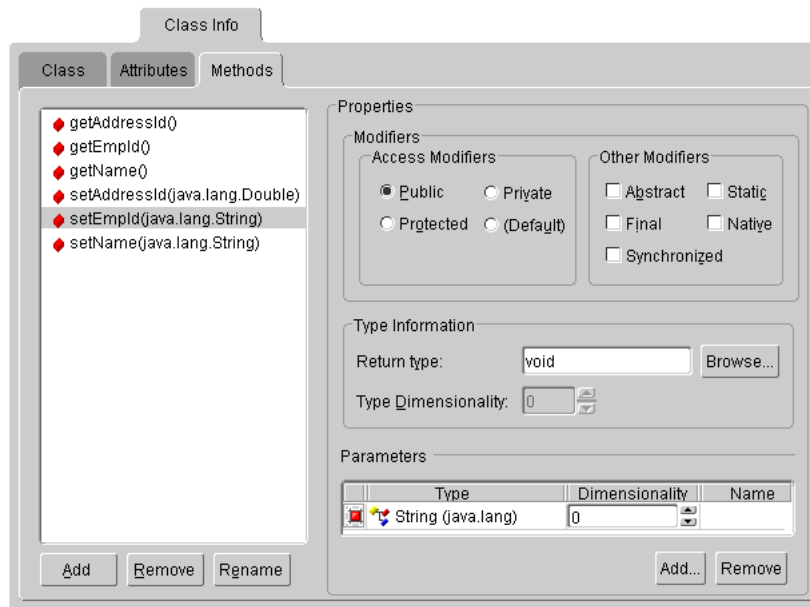 Class Info
Class Attributes Methods
getAddressId()
getEmpId()
getName()
setAddressId(java.lang.Double)
setEmpId(java.lang.String)
setName(java.lang.String)
Add Remove Rename
Properties
Modifiers
Access Modifiers
Public Private
Protected (Default)
Other Modifiers
Abstract Static
Final Native
Synchronized
Type Information
Return type: void Browse...
Type Dimensionality: 0
Parameters
Type Dimensionality Name
String (java.lang) 0
Add... Remove